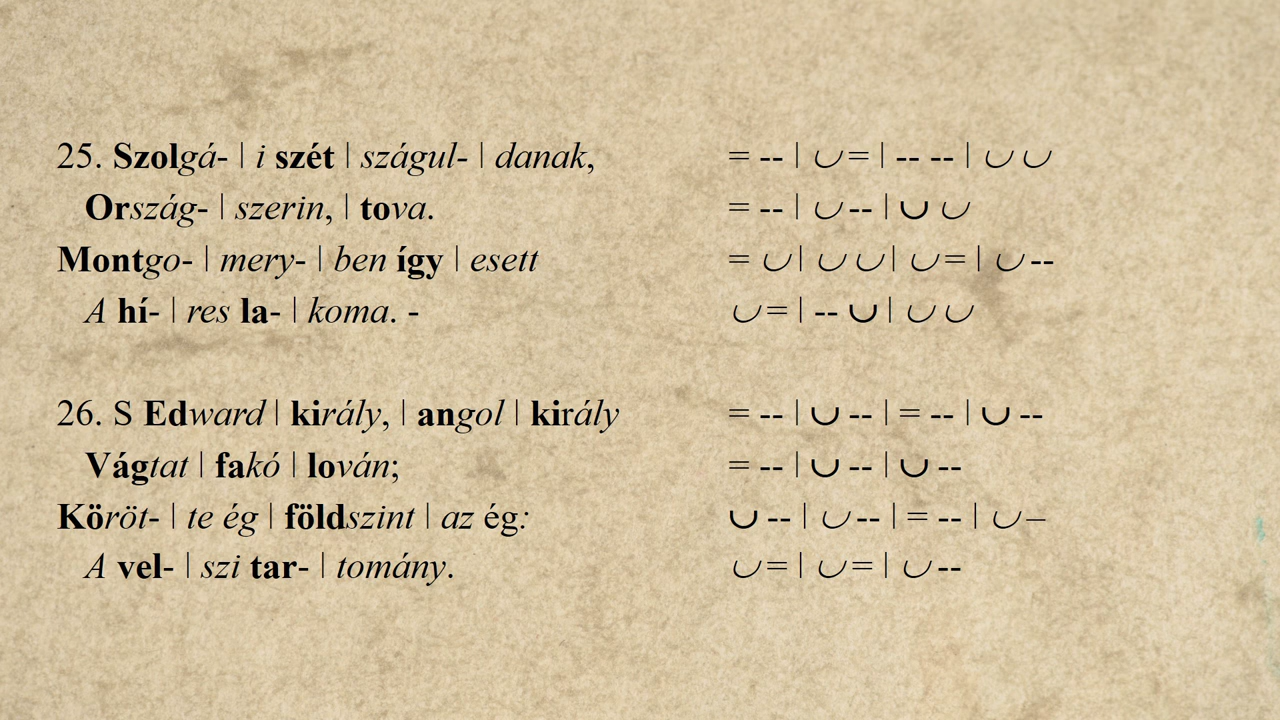 25. Szolgá- | i szét | szágul- | danak, = -- | ∪ = | -- -- | ∪ ∪
Ország- | szerin, | tova. = -- | ∪ -- | ∪ ∪
Montgo- | mery- | ben így | esett = ∪ | ∪ ∪ | ∪ = | ∪ --
A hí- | res la- | koma. - ∪ = | -- ∪ | ∪ ∪
26. S Edward | király, | angol | király = -- | ∪ -- | = -- | ∪ --
Vágtat | fakó | lován; = -- | ∪ -- | ∪ --
Köröt- | te ég | földszint | az ég: ∪ -- | ∪ -- | = -- | ∪ –
A vel- | szi tar- | tomány. ∪ = | ∪ = | ∪ --